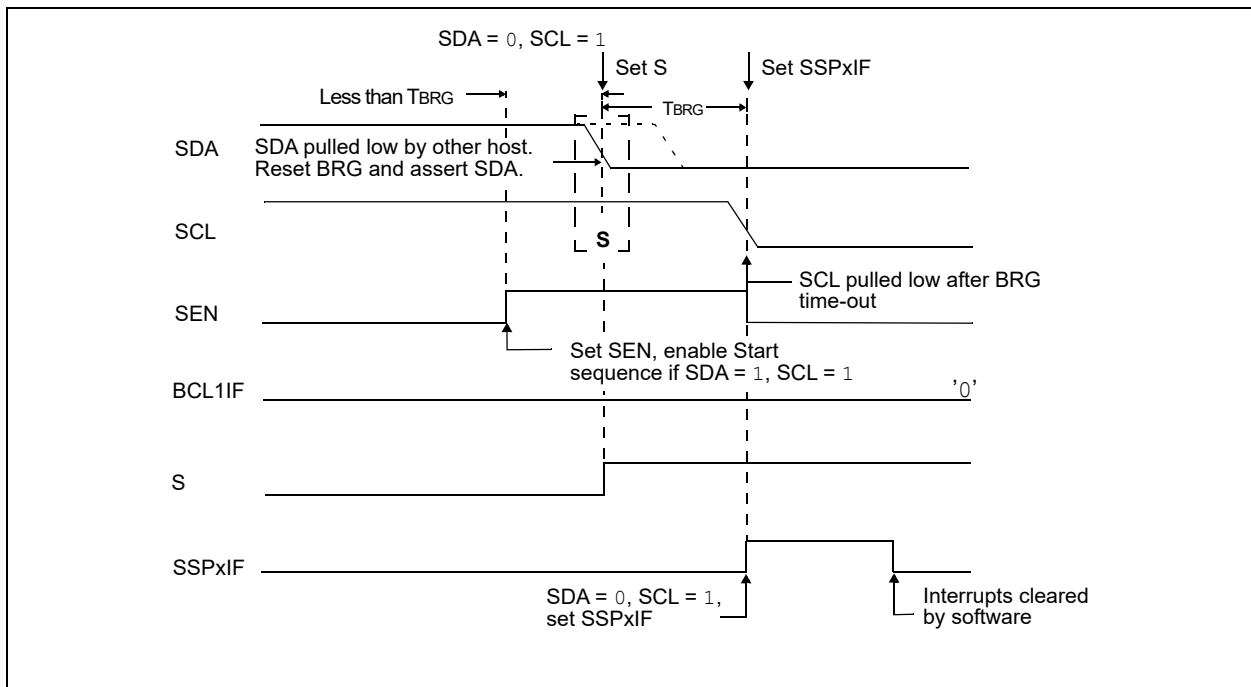 SDA = 0, SCL = 1
Set S
Set SSPxIF
Less than TBRG
TBRG
SDA
SDA pulled low by other host.
Reset BRG and assert SDA.
SCL
S
SCL pulled low after BRG
time-out
SEN
Set SEN, enable Start
sequence if SDA = 1, SCL = 1
BCL1IF
'0'
S
SSPxIF
SDA = 0, SCL = 1,
set SSPxIF
Interrupts cleared
by software